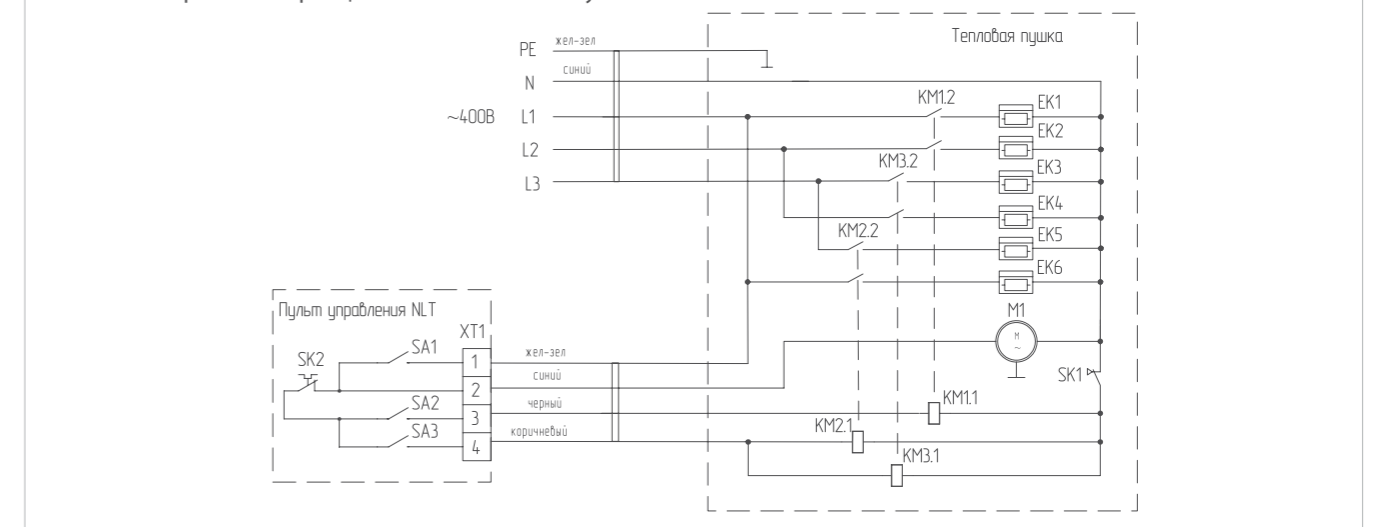 Тепловая пушка
PE жел-зел
N синий
~400В L1
L2
L3
KM1.2 EK1
EK2
KM3.2 EK3
EK4
KM2.2 EK5
EK6
M1
М
~
Пульт управления NLT
XT1
SK2 SA1 1 жел-зел
2 синий
SK1
SA2 3 черный KM1.1
SA3 4 коричневый KM2.1
KM3.1